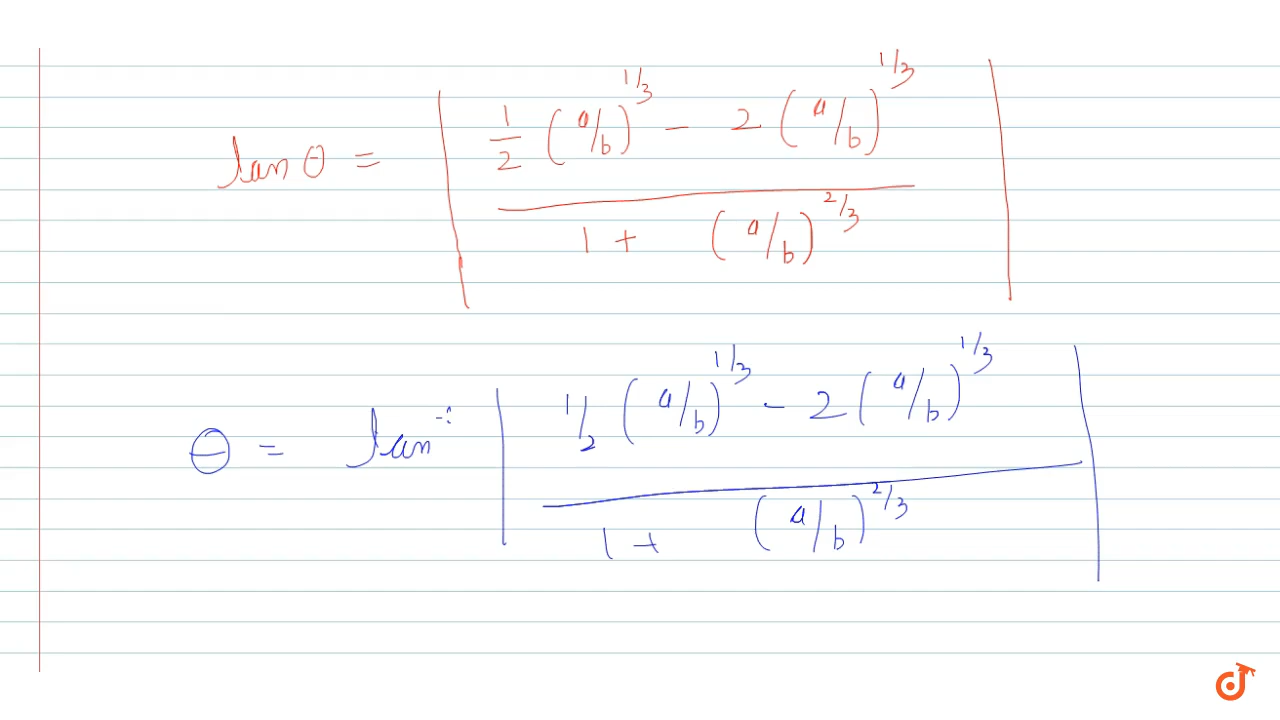 tan θ = | (1/2 (a/b)^1/3 - 2 (a/b)^1/3) / (1 + (a/b)^2/3) |
θ = tan^-1 | (1/2 (a/b)^1/3 - 2 (a/b)^1/3) / (1 + (a/b)^2/3) |